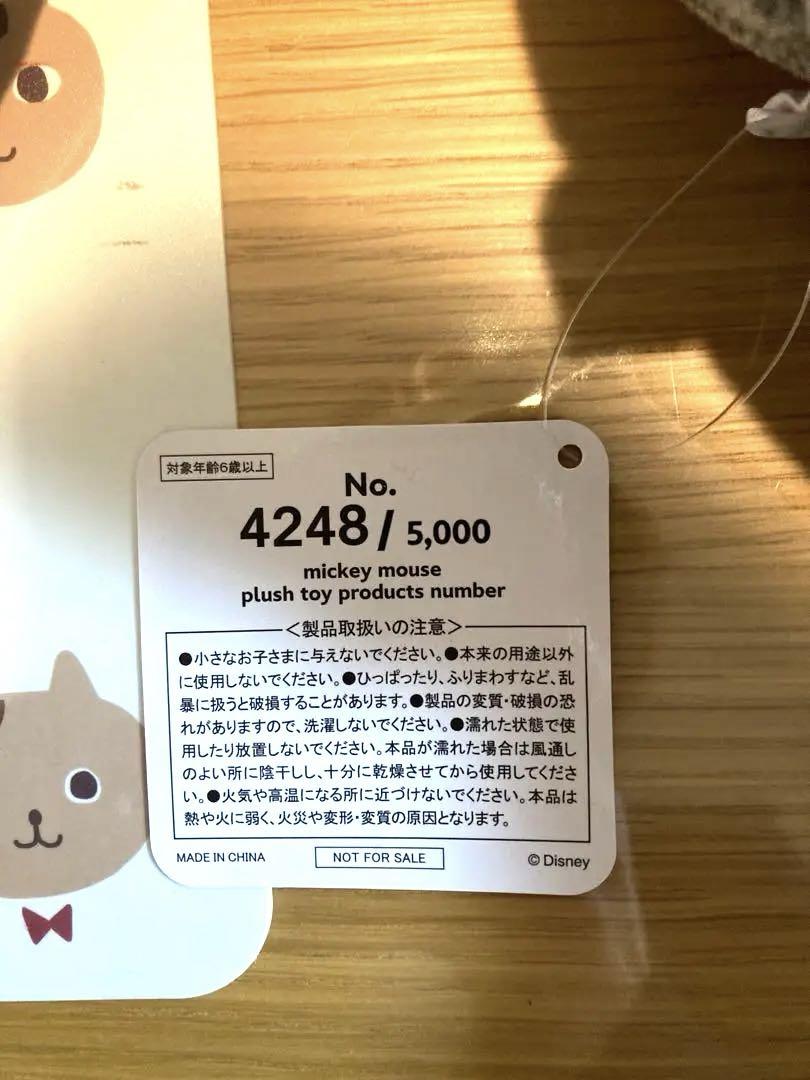 対象年齢6歳以上
No.
4248/5,000
mickey mouse
plush toy products number
＜製品取扱いの注意＞
●小さなお子さまに与えないでください。●本来の用途以外
に使用しないでください。●ひっぱったり、ふりまわすなど、乱
暴に扱うと破損することがあります。●製品の変質・破損の恐
れがありますので、洗濯しないでください。●濡れた状態で使
用したり放置しないでください。本品が濡れた場合は風通し
のよい所に陰干しし、十分に乾燥させてから使用してくださ
い。●火気や高温になる所に近づけないでください。本品は
熱や火に弱く、火災や変形・変質の原因となります。
MADE IN CHINA
NOT FOR SALE
© Disney